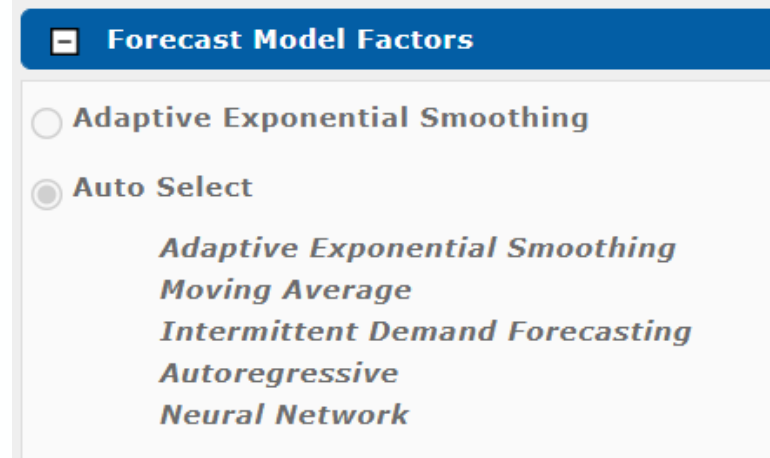 Forecast Model Factors
Adaptive Exponential Smoothing
Auto Select
Adaptive Exponential Smoothing
Moving Average
Intermittent Demand Forecasting
Autoregressive
Neural Network